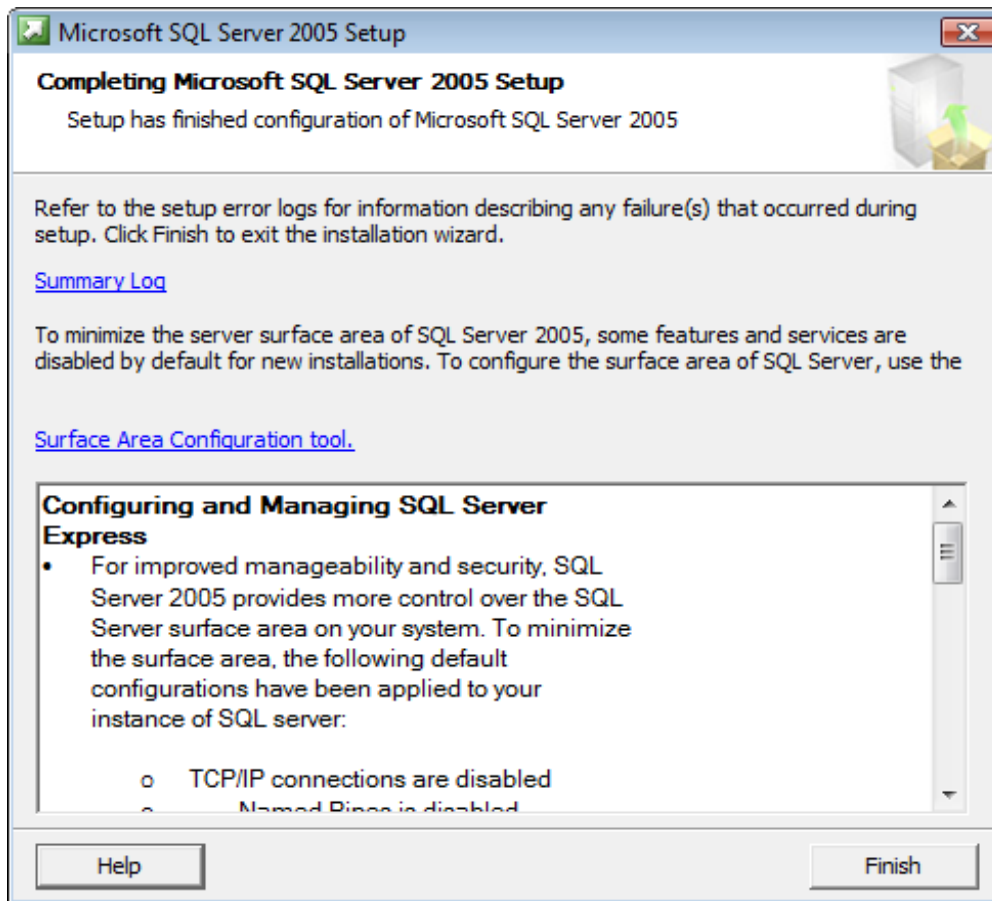 Microsoft SQL Server 2005 Setup
Completing Microsoft SQL Server 2005 Setup
Setup has finished configuration of Microsoft SQL Server 2005
Refer to the setup error logs for information describing any failure(s) that occurred during
setup. Click Finish to exit the installation wizard.
Summary Log
To minimize the server surface area of SQL Server 2005, some features and services are
disabled by default for new installations. To configure the surface area of SQL Server, use the
Surface Area Configuration tool.
Configuring and Managing SQL Server
Express
• For improved manageability and security, SQL
Server 2005 provides more control over the SQL
Server surface area on your system. To minimize
the surface area, the following default
configurations have been applied to your
instance of SQL server:
o TCP/IP connections are disabled
o Named Pipes is disabled
Help
Finish